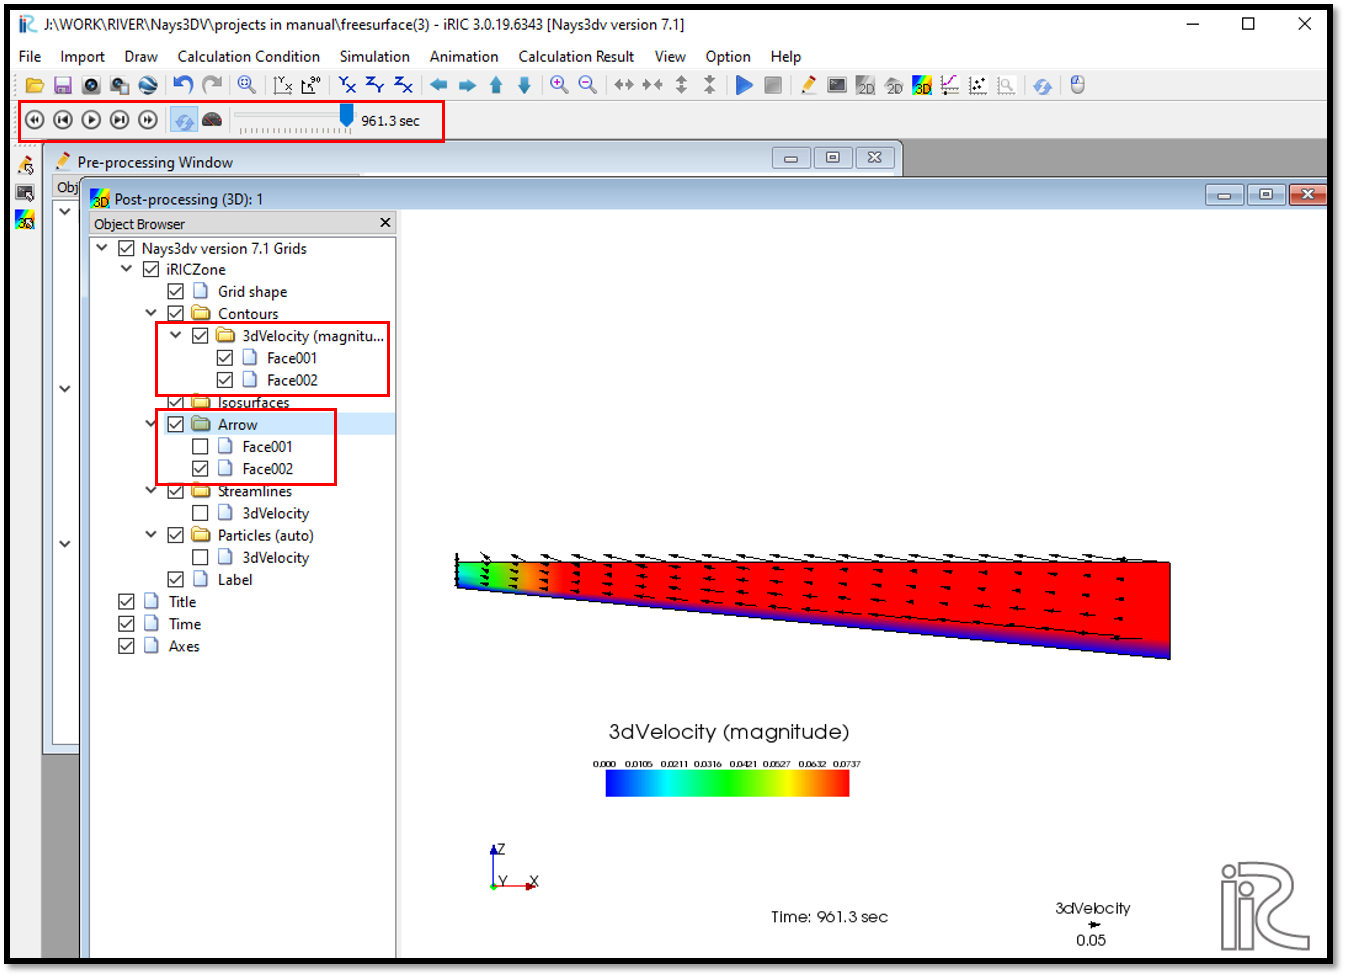 J:\WORK\RIVER\Nays3DV\projects in manual\freesurface(3) - iRIC 3.0.19.6343 [Nays3dv version 7.1]
File Import Draw Calculation Condition Simulation Animation Calculation Result View Option Help
961.3 sec
Pre-processing Window
Obj
Post-processing (3D): 1
Object Browser
Nays3dv version 7.1 Grids
iRICZone
Grid shape
Contours
3dVelocity (magnitu...
Face001
Face002
Isosurfaces
Arrow
Face001
Face002
Streamlines
3dVelocity
Particles (auto)
3dVelocity
Label
Title
Time
Axes
3dVelocity (magnitude)
0.000 0.0105 0.0211 0.0316 0.0421 0.0527 0.0632 0.0737
Z
Y X
Time: 961.3 sec
3dVelocity
0.05
iRIC